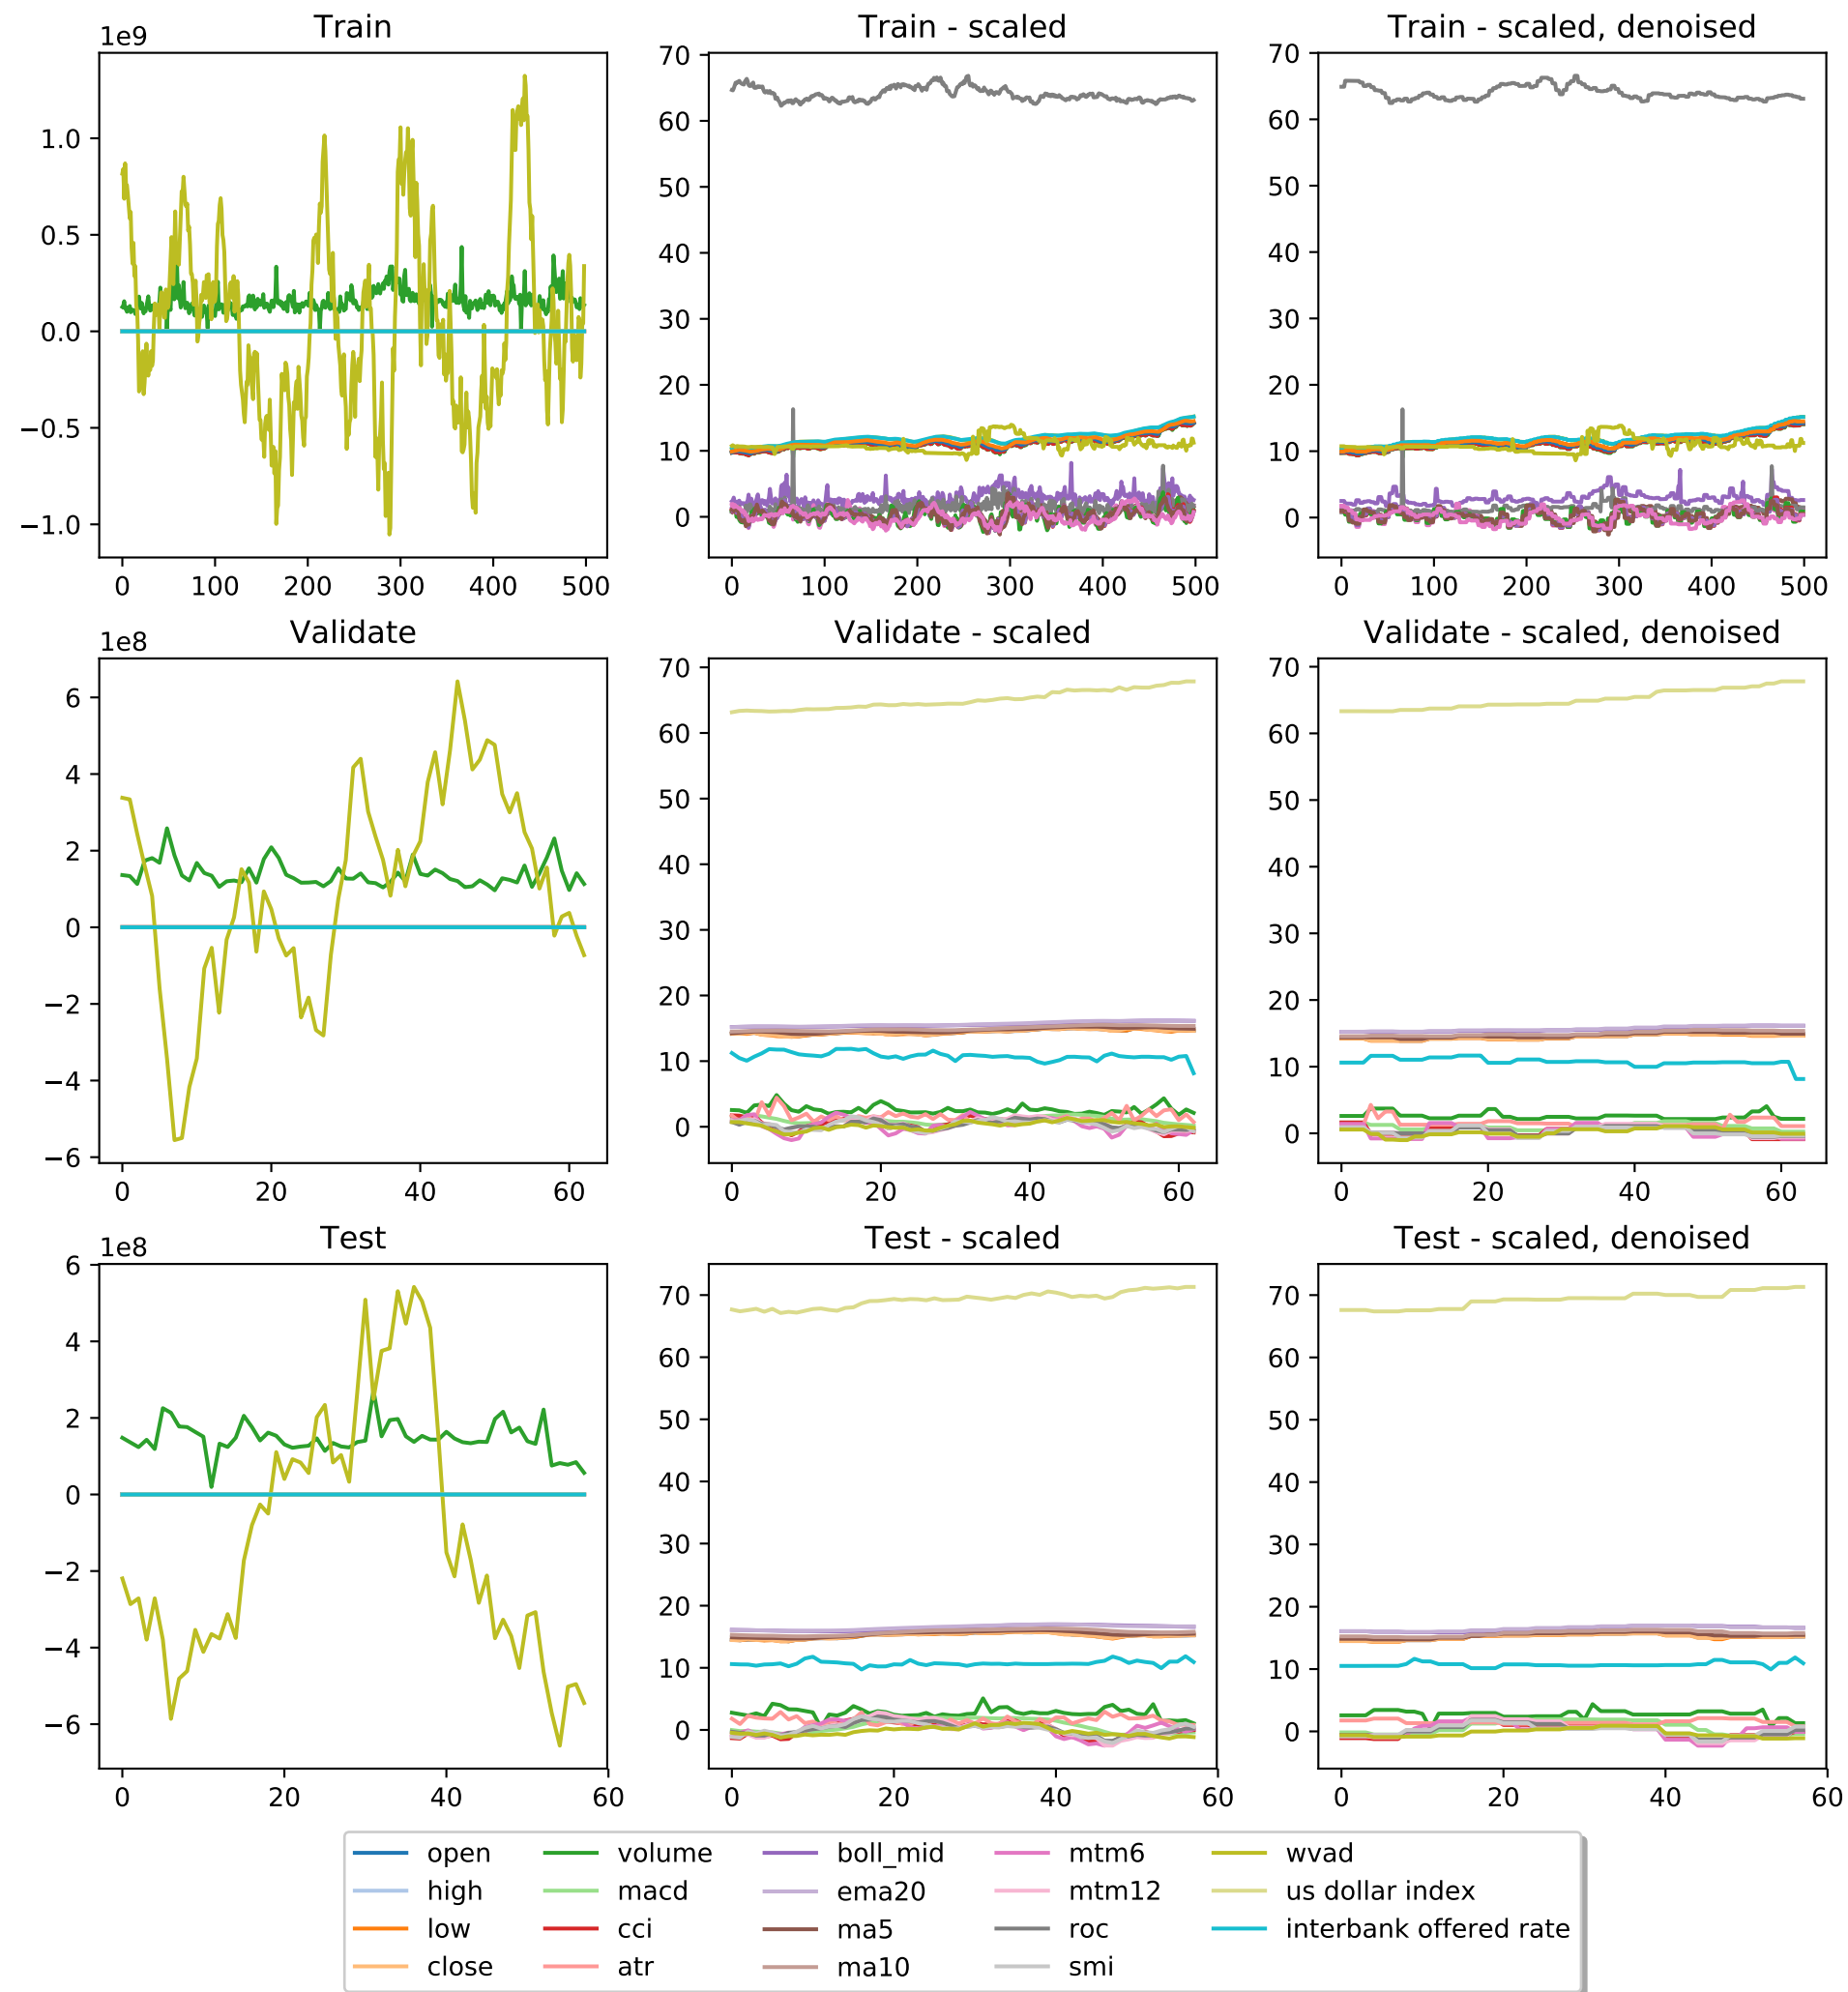 Train
Train - scaled
Train - scaled, denoised
1e9
1.0
0.5
0.0
−0.5
−1.0
0 100 200 300 400 500
70
60
50
40
30
20
10
0
0 100 200 300 400 500
70
60
50
40
30
20
10
0
0 100 200 300 400 500
Validate
Validate - scaled
Validate - scaled, denoised
1e8
6
4
2
0
−2
−4
−6
0 20 40 60
70
60
50
40
30
20
10
0
0 20 40 60
70
60
50
40
30
20
10
0
0 20 40 60
Test
Test - scaled
Test - scaled, denoised
1e8
6
4
2
0
−2
−4
−6
0 20 40 60
70
60
50
40
30
20
10
0
0 20 40 60
70
60
50
40
30
20
10
0
0 20 40 60
open
high
low
close
volume
macd
cci
atr
boll_mid
ema20
ma5
ma10
mtm6
mtm12
roc
smi
wvad
us dollar index
interbank offered rate